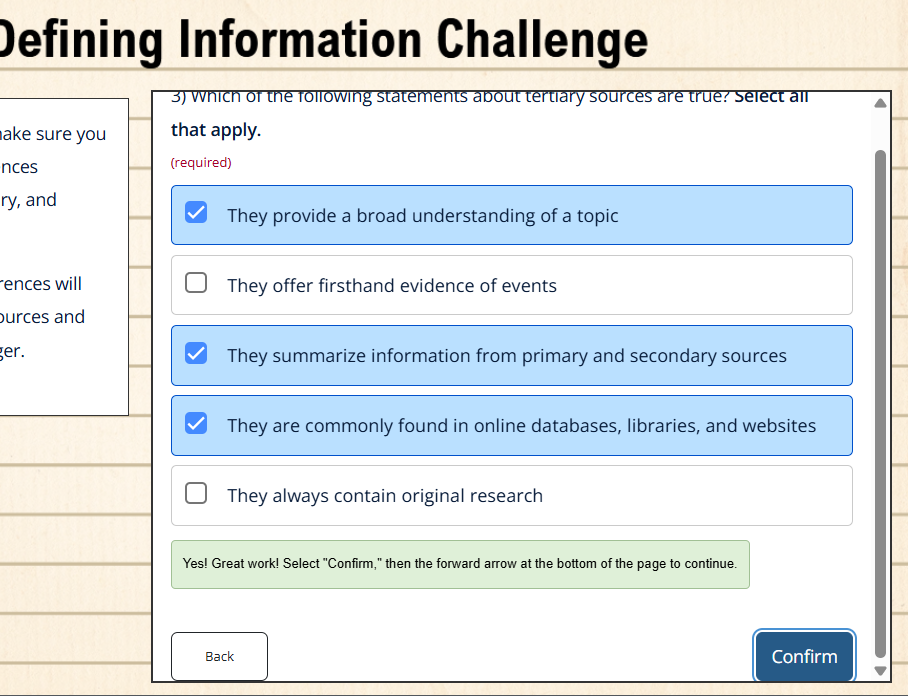 Defining Information Challenge
make sure you
nces
ry, and
rences will
ources and
ger.
3) Which of the following statements about tertiary sources are true? Select all
that apply.
(required)
They provide a broad understanding of a topic
They offer firsthand evidence of events
They summarize information from primary and secondary sources
They are commonly found in online databases, libraries, and websites
They always contain original research
Yes! Great work! Select "Confirm," then the forward arrow at the bottom of the page to continue.
Back
Confirm